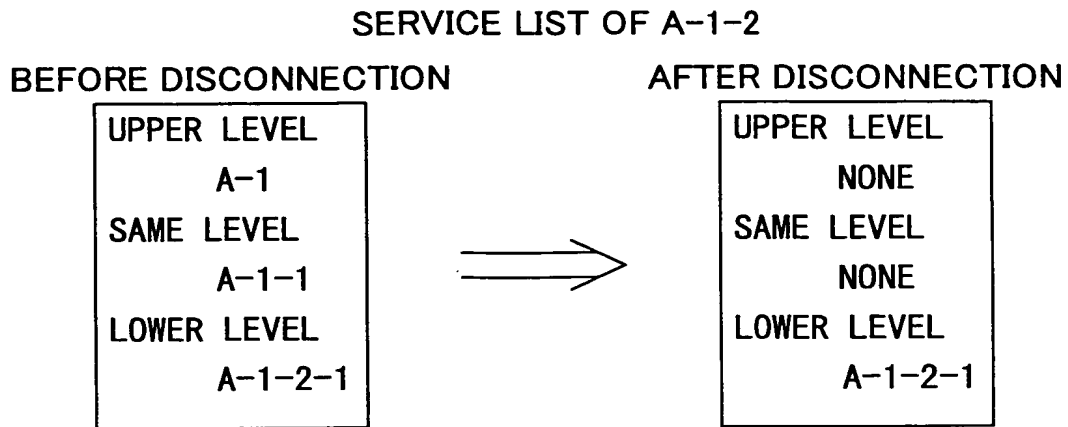 SERVICE LIST OF A-1-2
BEFORE DISCONNECTION
UPPER LEVEL
A-1
SAME LEVEL
A-1-1
LOWER LEVEL
A-1-2-1
AFTER DISCONNECTION
UPPER LEVEL
NONE
SAME LEVEL
NONE
LOWER LEVEL
A-1-2-1